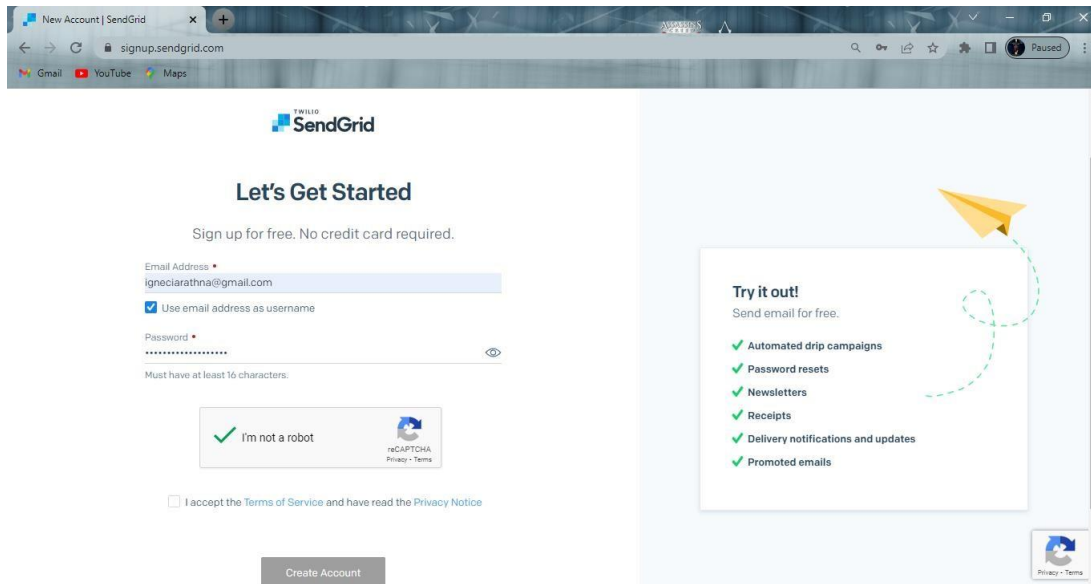 New Account | SendGrid
ASSASSINS
signup.sendgrid.com
Paused
Gmail YouTube Maps
TWILIO
SendGrid
Let's Get Started
Sign up for free. No credit card required.
Email Address
igneciarathna@gmail.com
Use email address as username
Password
Must have at least 16 characters.
I'm not a robot
reCAPTCHA
Privacy - Terms
I accept the Terms of Service and have read the Privacy Notice
Create Account
Try it out!
Send email for free.
Automated drip campaigns
Password resets
Newsletters
Receipts
Delivery notifications and updates
Promoted emails
Privacy - Terms